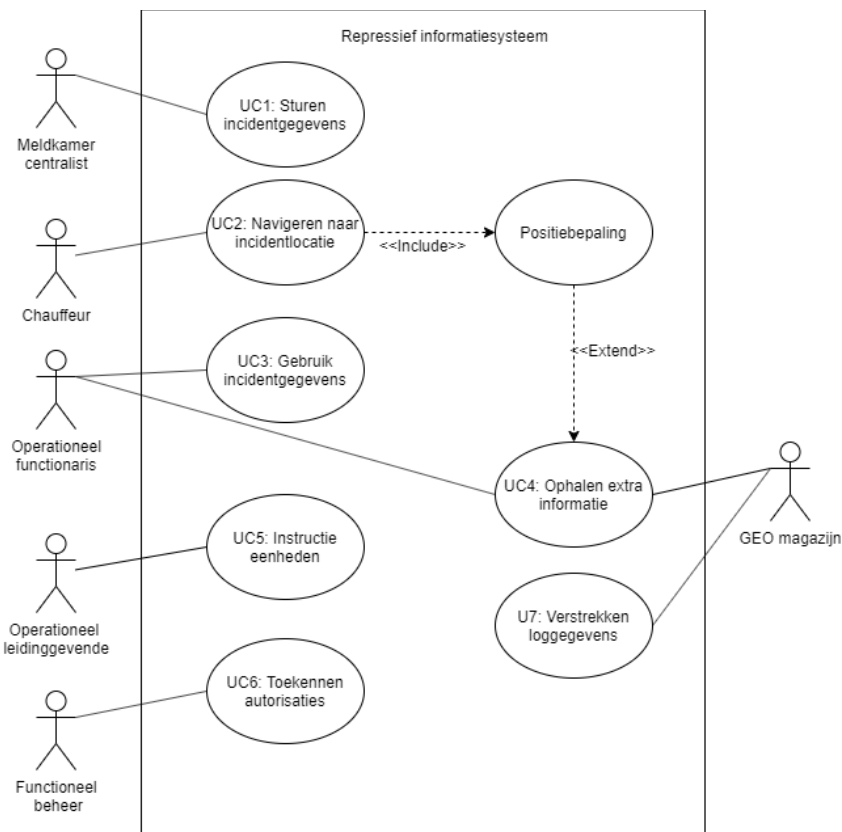 Repressief informatiesysteem
UC1: Sturen
incidentgegevens
Meldkamer
centralist
UC2: Navigeren naar
incidentlocatie
<<Include>>
Positiebepaling
Chauffeur
UC3: Gebruik
incidentgegevens
<<Extend>>
Operationeel
functionaris
UC4: Ophalen extra
informatie
GEO magazijn
UC5: Instructie
eenheden
U7: Verstrekken
loggegevens
Operationeel
leidinggevende
UC6: Toekennen
autorisaties
Functioneel
beheer